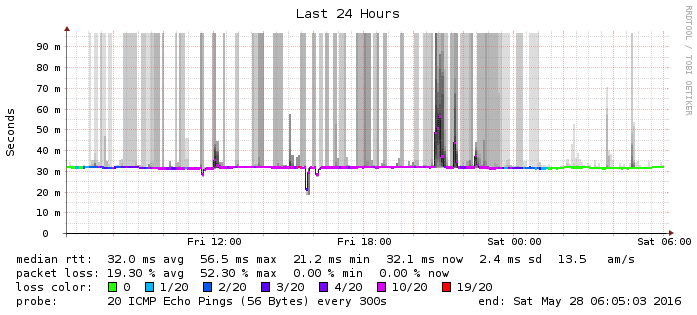 Last 24 Hours
RRDTOOL / TOBI OETIKER
Seconds
90 m
80 m
70 m
60 m
50 m
40 m
30 m
20 m
10 m
0
Fri 12:00 Fri 18:00 Sat 00:00 Sat 06:00
median rtt: 32.0 ms avg 56.5 ms max 21.2 ms min 32.1 ms now 2.4 ms sd 13.5 am/s
packet loss: 19.30 % avg 52.30 % max 0.00 % min 0.00 % now
loss color: 0 1/20 2/20 3/20 4/20 10/20 19/20
probe: 20 ICMP Echo Pings (56 Bytes) every 300s end: Sat May 28 06:05:03 2016